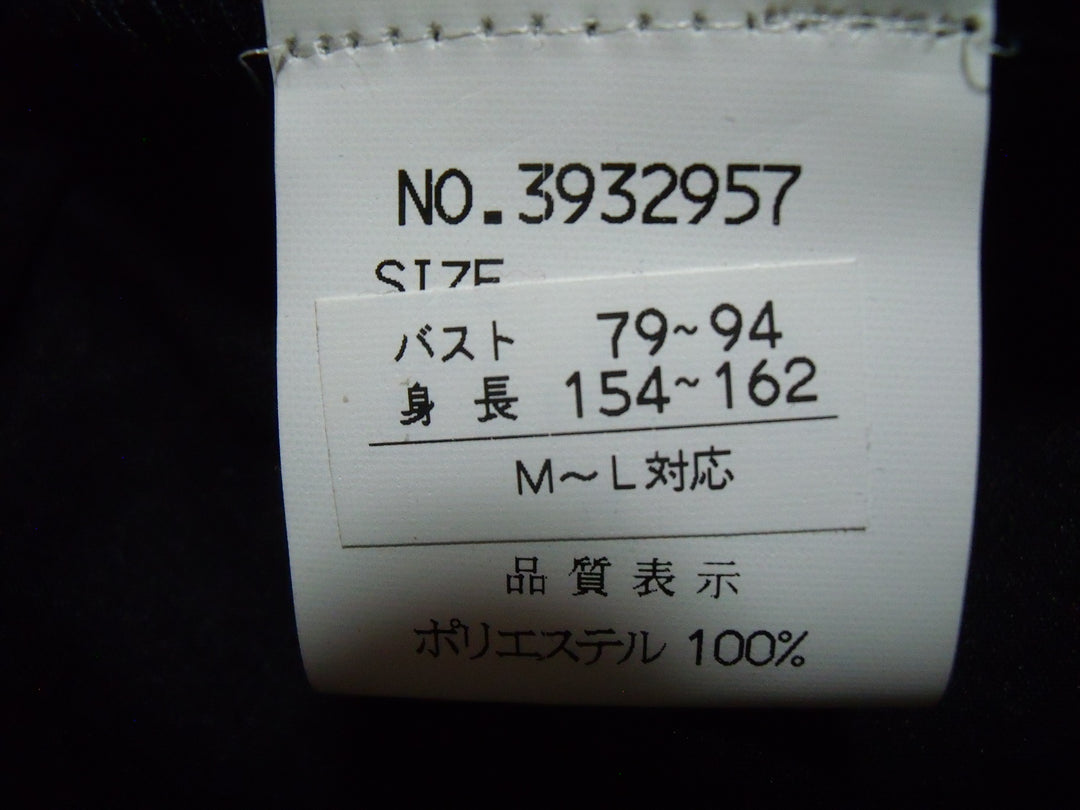 NO.3932957
SIZE
バスト 79~94
身長 154~162
M～L対応
品質表示
ポリエステル 100%